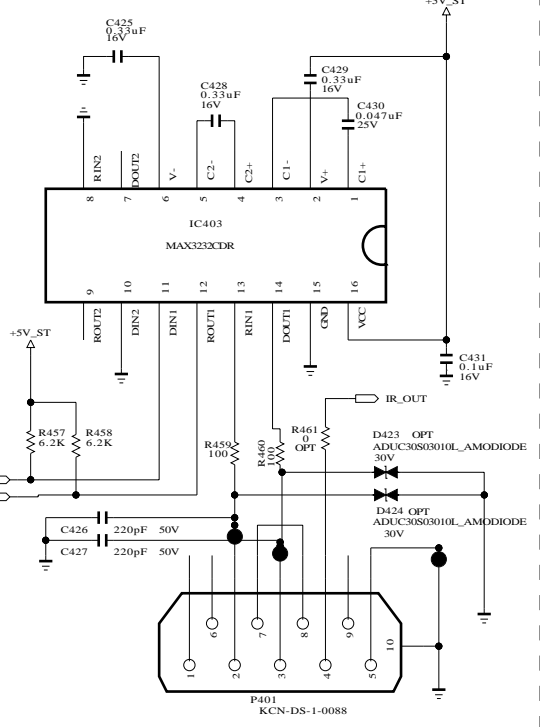 +5V_ST
C425
0.33uF
16V
C428
0.33uF
16V
C429
0.33uF
16V
C430
0.047uF
25V
RIN2
DOUT2
V-
C2-
C2+
C1-
V+
C1+
8
7
6
5
4
3
2
1
IC403
MAX3232CDR
9
10
11
12
13
14
15
16
ROUT2
DIN2
DIN1
ROUT1
RIN1
DOUT1
GND
VCC
+5V_ST
C431
0.1uF
16V
IR_OUT
R457
6.2K
R458
6.2K
R459
100
R460
100
R461
0
OPT
D423 OPT
ADUC30S03010L_AMODIODE
30V
D424 OPT
ADUC30S03010L_AMODIODE
30V
C426 220pF 50V
C427 220pF 50V
6
7
8
9
10
1
2
3
4
5
P401
KCN-DS-1-0088